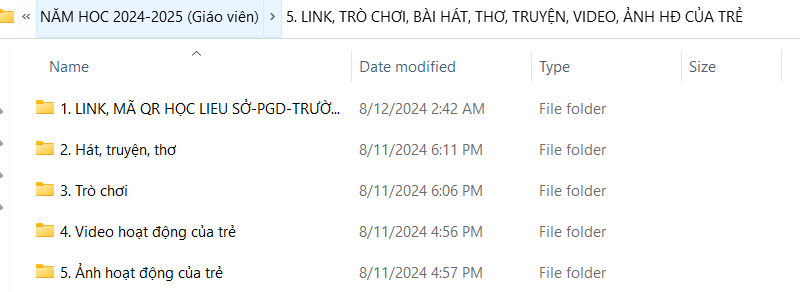 « NĂM HOC 2024-2025 (Giáo viên) > 5. LINK, TRÒ CHƠI, BÀI HÁT, THƠ, TRUYỆN, VIDEO, ẢNH HĐ CỦA TRẺ
Name Date modified Type Size
1. LINK, MÃ QR HỌC LIEU SỞ-PGD-TRƯỜ... 8/12/2024 2:42 AM File folder
2. Hát, truyện, thơ 8/11/2024 6:11 PM File folder
3. Trò chơi 8/11/2024 6:06 PM File folder
4. Video hoạt động của trẻ 8/11/2024 4:56 PM File folder
5. Ảnh hoạt động của trẻ 8/11/2024 4:57 PM File folder